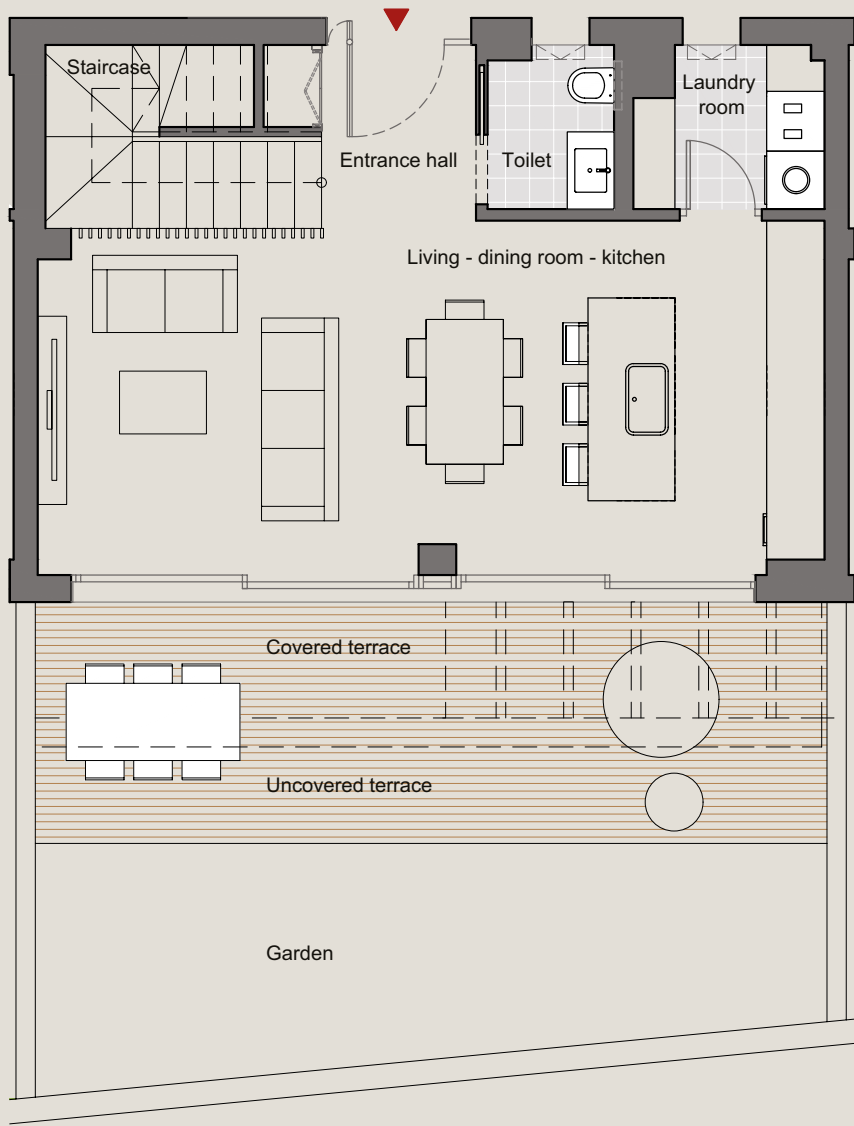 Staircase
Laundry
room
Entrance hall
Toilet
Living - dining room - kitchen
Covered terrace
Uncovered terrace
Garden